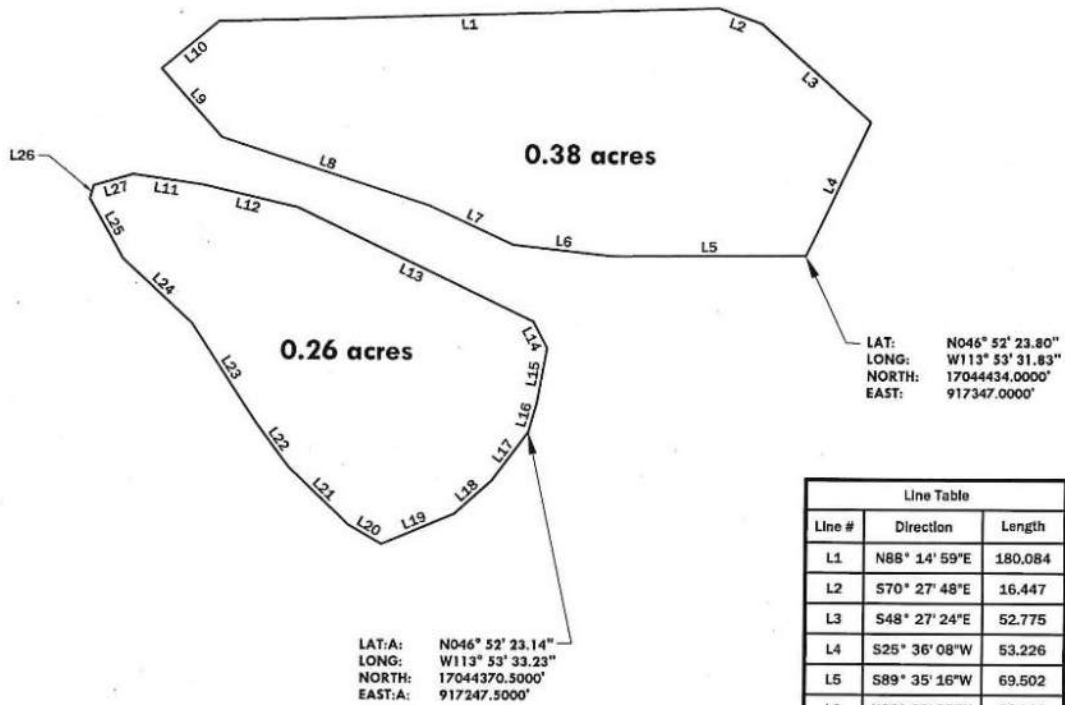 L1
L2
L3
L4
L5
L6
L7
L8
L9
L10
0.38 acres
L26
L27
L11
L12
L13
L14
L15
L16
L17
L18
L19
L20
L21
L22
L23
L24
L25
0.26 acres
LAT: N046° 52' 23.80"
LONG: W113° 53' 31.83"
NORTH: 17044434.0000'
EAST: 917347.0000'
LAT:A: N046° 52' 23.14"
LONG: W113° 53' 33.23"
NORTH: 17044370.5000'
EAST:A: 917247.5000'
Line Table
Line # Direction Length
L1 N88° 14' 59"E 180.084
L2 S70° 27' 48"E 16.447
L3 S48° 27' 24"E 52.775
L4 S25° 36' 08"W 53.226
L5 S89° 35' 16"W 69.502